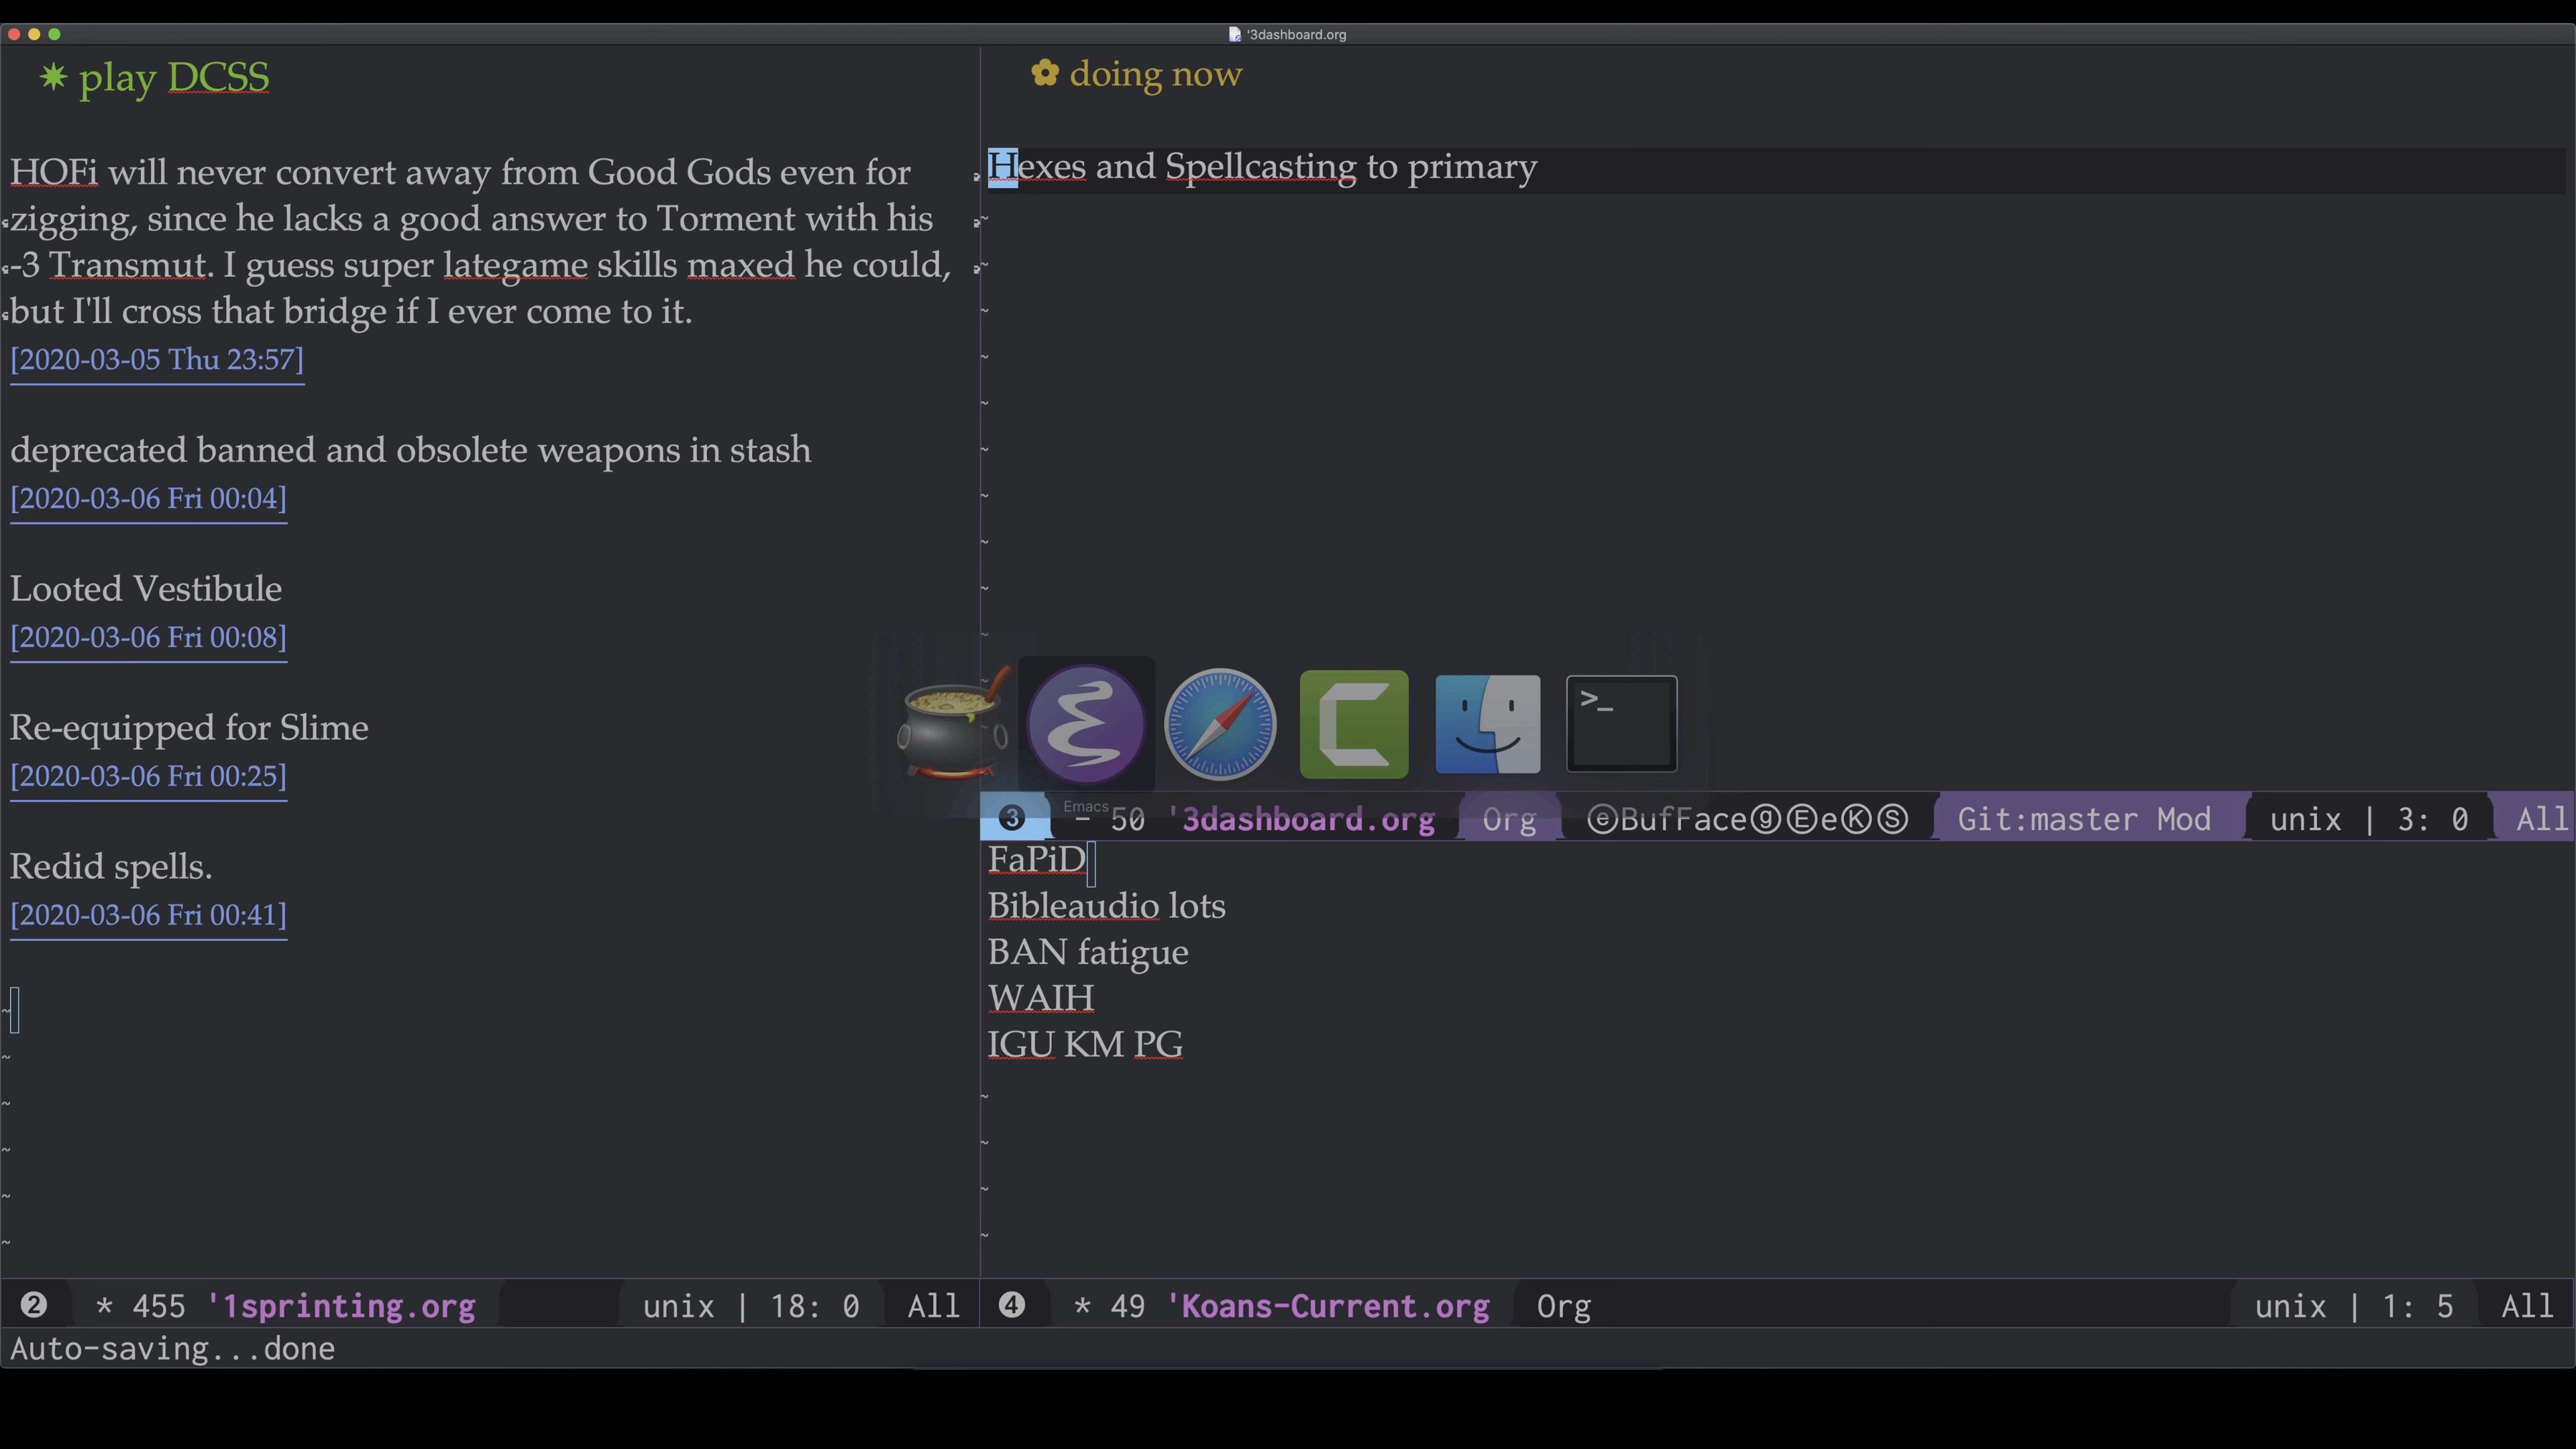 '3dashboard.org
play DCSS
HOFi will never convert away from Good Gods even for
zigging, since he lacks a good answer to Torment with his
-3 Transmut. I guess super lategame skills maxed he could,
but I'll cross that bridge if I ever come to it.
[2020-03-05 Thu 23:57]
deprecated banned and obsolete weapons in stash
[2020-03-06 Fri 00:04]
Looted Vestibule
[2020-03-06 Fri 00:08]
Re-equipped for Slime
[2020-03-06 Fri 00:25]
Redid spells.
[2020-03-06 Fri 00:41]
❷ * 455 '1sprinting.org unix | 18: 0 All
doing now
Hexes and Spellcasting to primary
>_
Emacs
❸ - 50 '3dashboard.org Org ⓔBufFaceⓖⒺeⓀⓈ Git:master Mod unix | 3: 0 All
FaPiD
Bibleaudio lots
BAN fatigue
WAIH
IGU KM PG
❹ * 49 'Koans-Current.org Org unix | 1: 5 All
Auto-saving...done